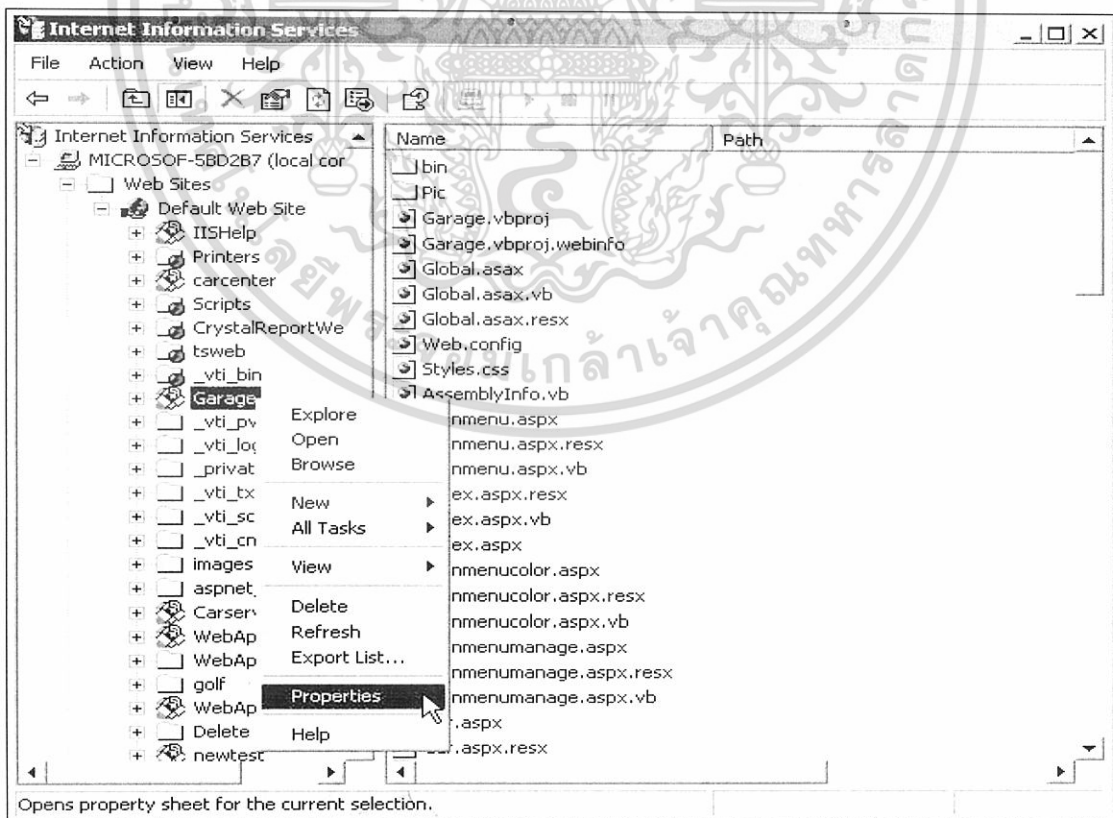 Internet Information Services
File Action View Help
Internet Information Services
MICROSOF-5BD2B7 (local cor
Web Sites
Default Web Site
IISHelp
Printers
carcenter
Scripts
CrystalReportWe
tsweb
_vti_bin
Garage
_vti_pv
_vti_log
_privat
_vti_tx
_vti_sc
_vti_cn
images
aspnet_
Carserv
WebAp
WebAp
golf
WebAp
Delete
newtest
Explore
Open
Browse
New
All Tasks
View
Delete
Refresh
Export List...
Properties
Help
Name Path
bin
Pic
Garage.vbproj
Garage.vbproj.webinfo
Global.asax
Global.asax.vb
Global.asax.resx
Web.config
Styles.css
AssemblyInfo.vb
nmenu.aspx
nmenu.aspx.resx
nmenu.aspx.vb
ex.aspx.resx
ex.aspx.vb
ex.aspx
nmenucolor.aspx
nmenucolor.aspx.resx
nmenucolor.aspx.vb
nmenumanage.aspx
nmenumanage.aspx.resx
nmenumanage.aspx.vb
r.aspx
r.aspx.resx
Opens property sheet for the current selection.